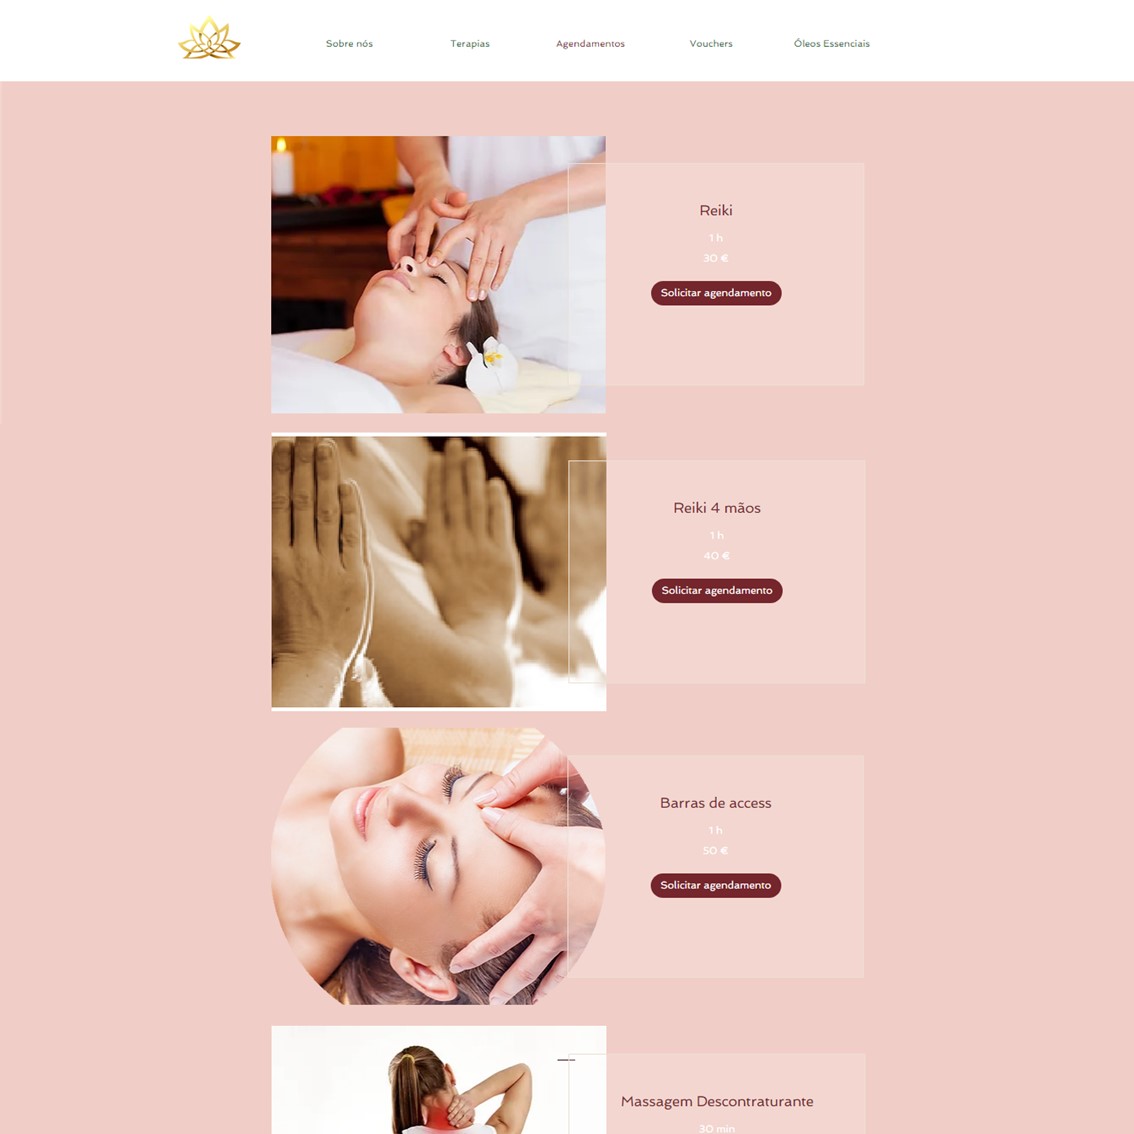 Sobre nós
Terapias
Agendamentos
Vouchers
Óleos Essenciais
Reiki
1 h
30 €
Solicitar agendamento
Reiki 4 mãos
1 h
40 €
Solicitar agendamento
Barras de access
1 h
50 €
Solicitar agendamento
Massagem Descontraturante
30 min